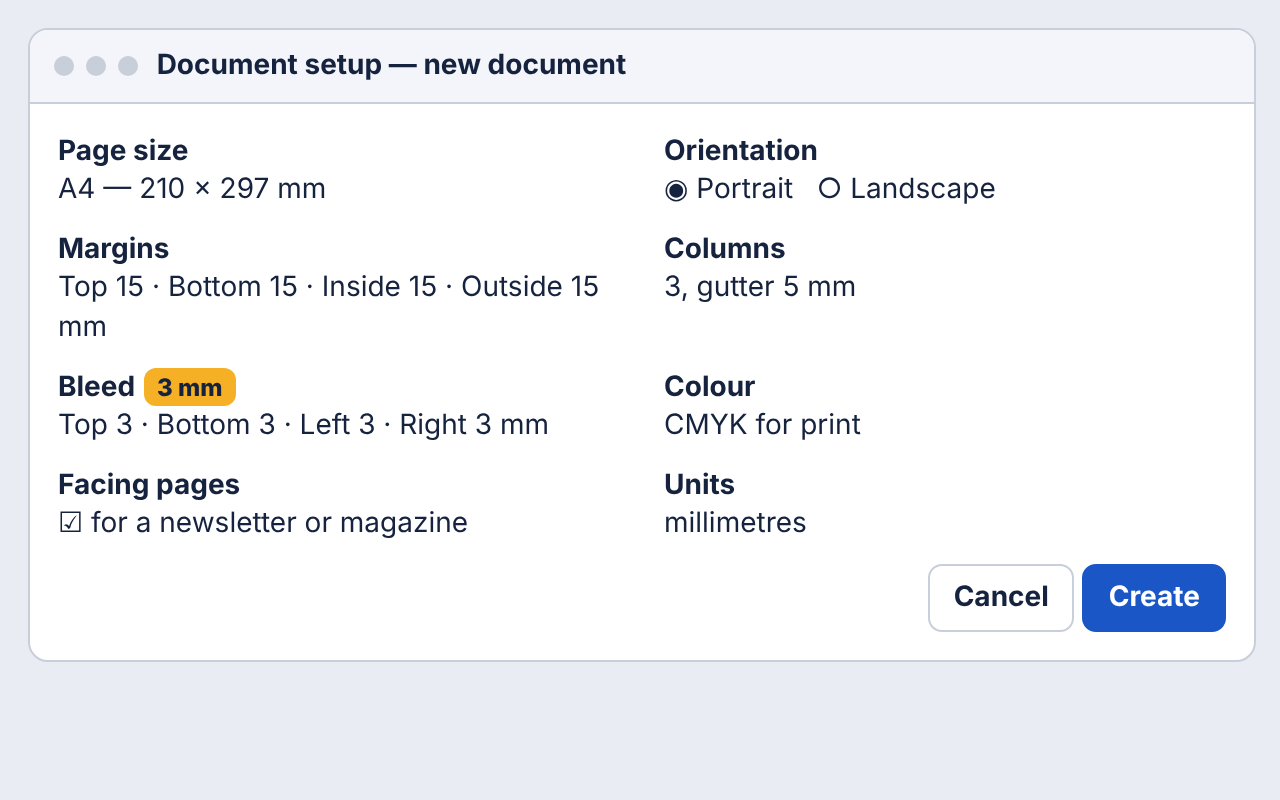 Document setup — new document
Page size
A4 — 210 × 297 mm
Orientation
◉ Portrait ○ Landscape
Margins
Top 15 · Bottom 15 · Inside 15 · Outside 15
mm
Columns
3, gutter 5 mm
Bleed 3 mm
Top 3 · Bottom 3 · Left 3 · Right 3 mm
Colour
CMYK for print
Facing pages
☑ for a newsletter or magazine
Units
millimetres
Cancel Create